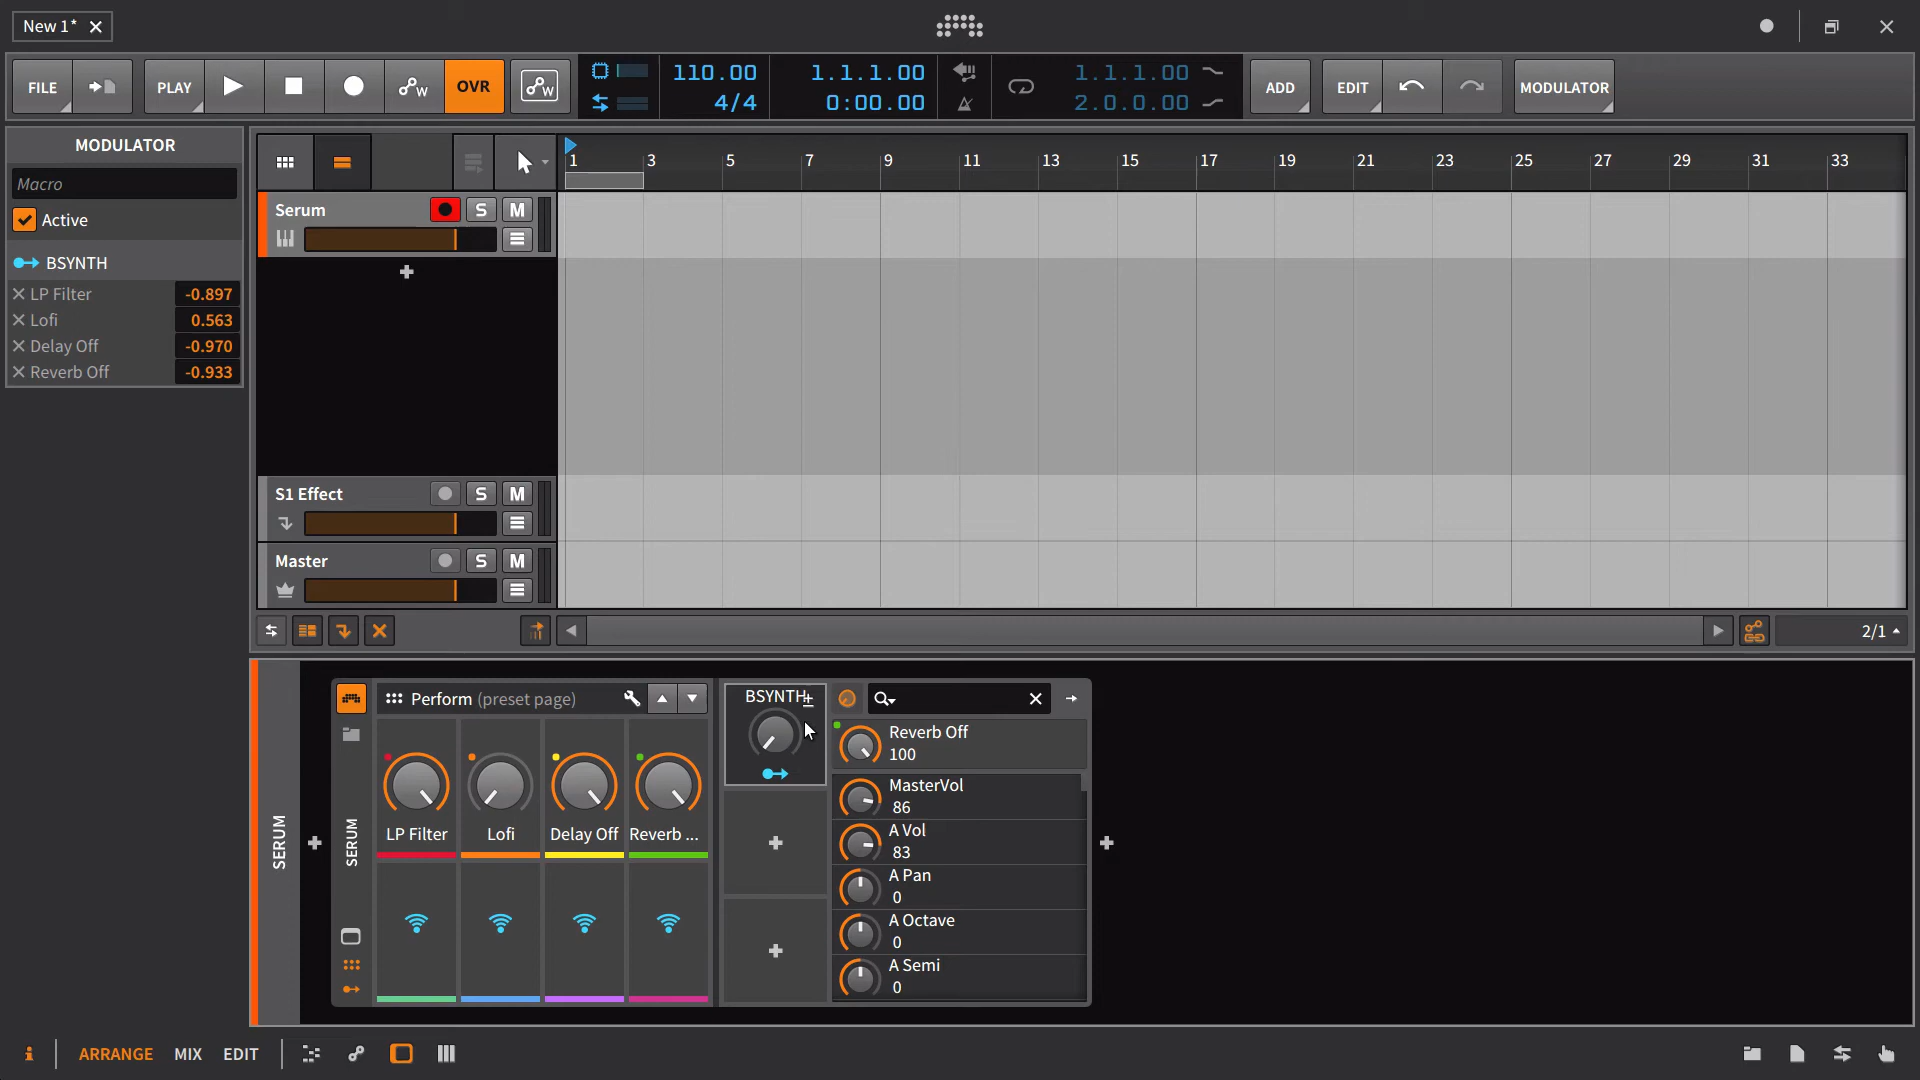 New 1*
FILE
PLAY
OVR
110.00
4/4
1.1.1.00
0:00.00
1.1.1.00
2.0.0.00
ADD
EDIT
MODULATOR
MODULATOR
Macro
Active
BSYNTH
LP Filter -0.897
Lofi 0.563
Delay Off -0.970
Reverb Off -0.933
1 3 5 7 9 11 13 15 17 19 21 23 25 27 29 31 33
Serum S M
S1 Effect S M
Master S M
2/1
SERUM
SERUM
Perform (preset page)
LP Filter
Lofi
Delay Off
Reverb ...
BSYNTH
Reverb Off
100
MasterVol
86
A Vol
83
A Pan
0
A Octave
0
A Semi
0
i
ARRANGE MIX EDIT